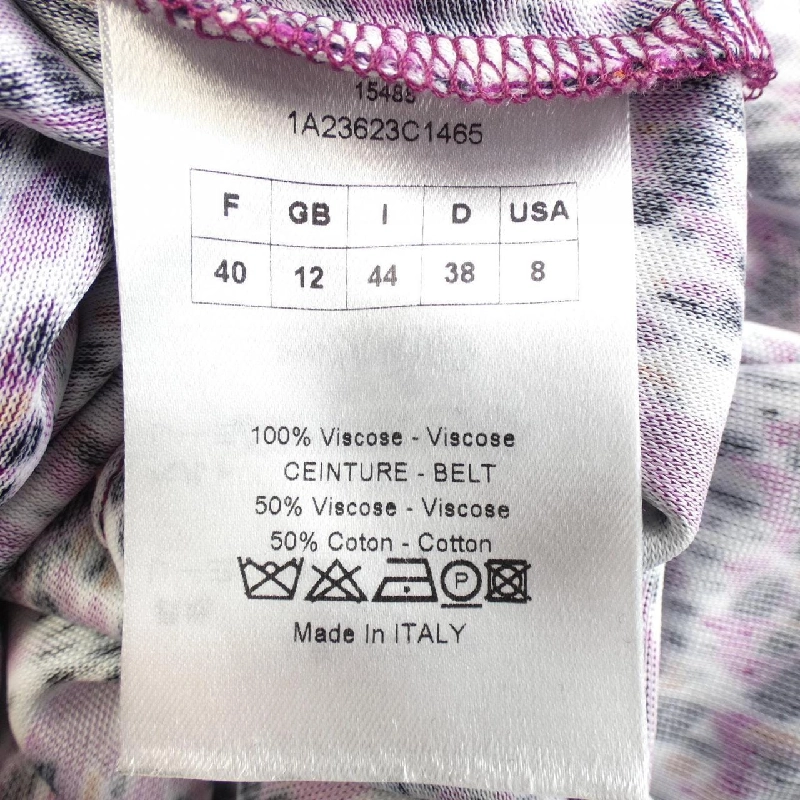 15488
1A23623C1465
F GB I D USA
40 12 44 38 8
100% Viscose - Viscose
CEINTURE - BELT
50% Viscose - Viscose
50% Coton - Cotton
P
Made In ITALY